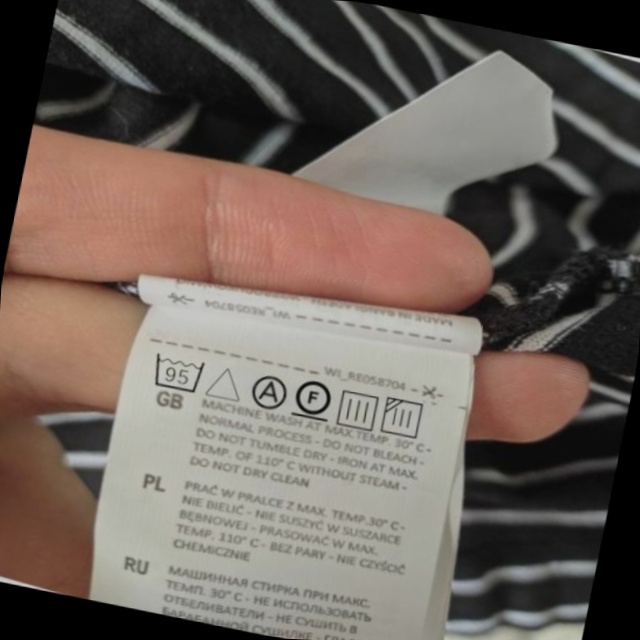 WI_RE058704
95
A
F
GB
MACHINE WASH AT MAX.TEMP. 30° C -
NORMAL PROCESS - DO NOT BLEACH -
DO NOT TUMBLE DRY - IRON AT MAX.
TEMP. OF 110° C WITHOUT STEAM -
DO NOT DRY CLEAN
PL
PRAĆ W PRALCE Z MAX. TEMP.30° C -
NIE BIELIĆ - NIE SUSZYĆ W SUSZARCE
BĘBNOWEJ - PRASOWAĆ W MAX.
TEMP. 110° C - BEZ PARY - NIE CZYŚCIĆ
CHEMICZNIE
RU
МАШИННАЯ СТИРКА ПРИ МАКС.
ТЕМП. 30° C - НЕ ИСПОЛЬЗОВАТЬ
ОТБЕЛИВАТЕЛИ - НЕ СУШИТЬ В
БАРАБАННОЙ СУШИЛКЕ -